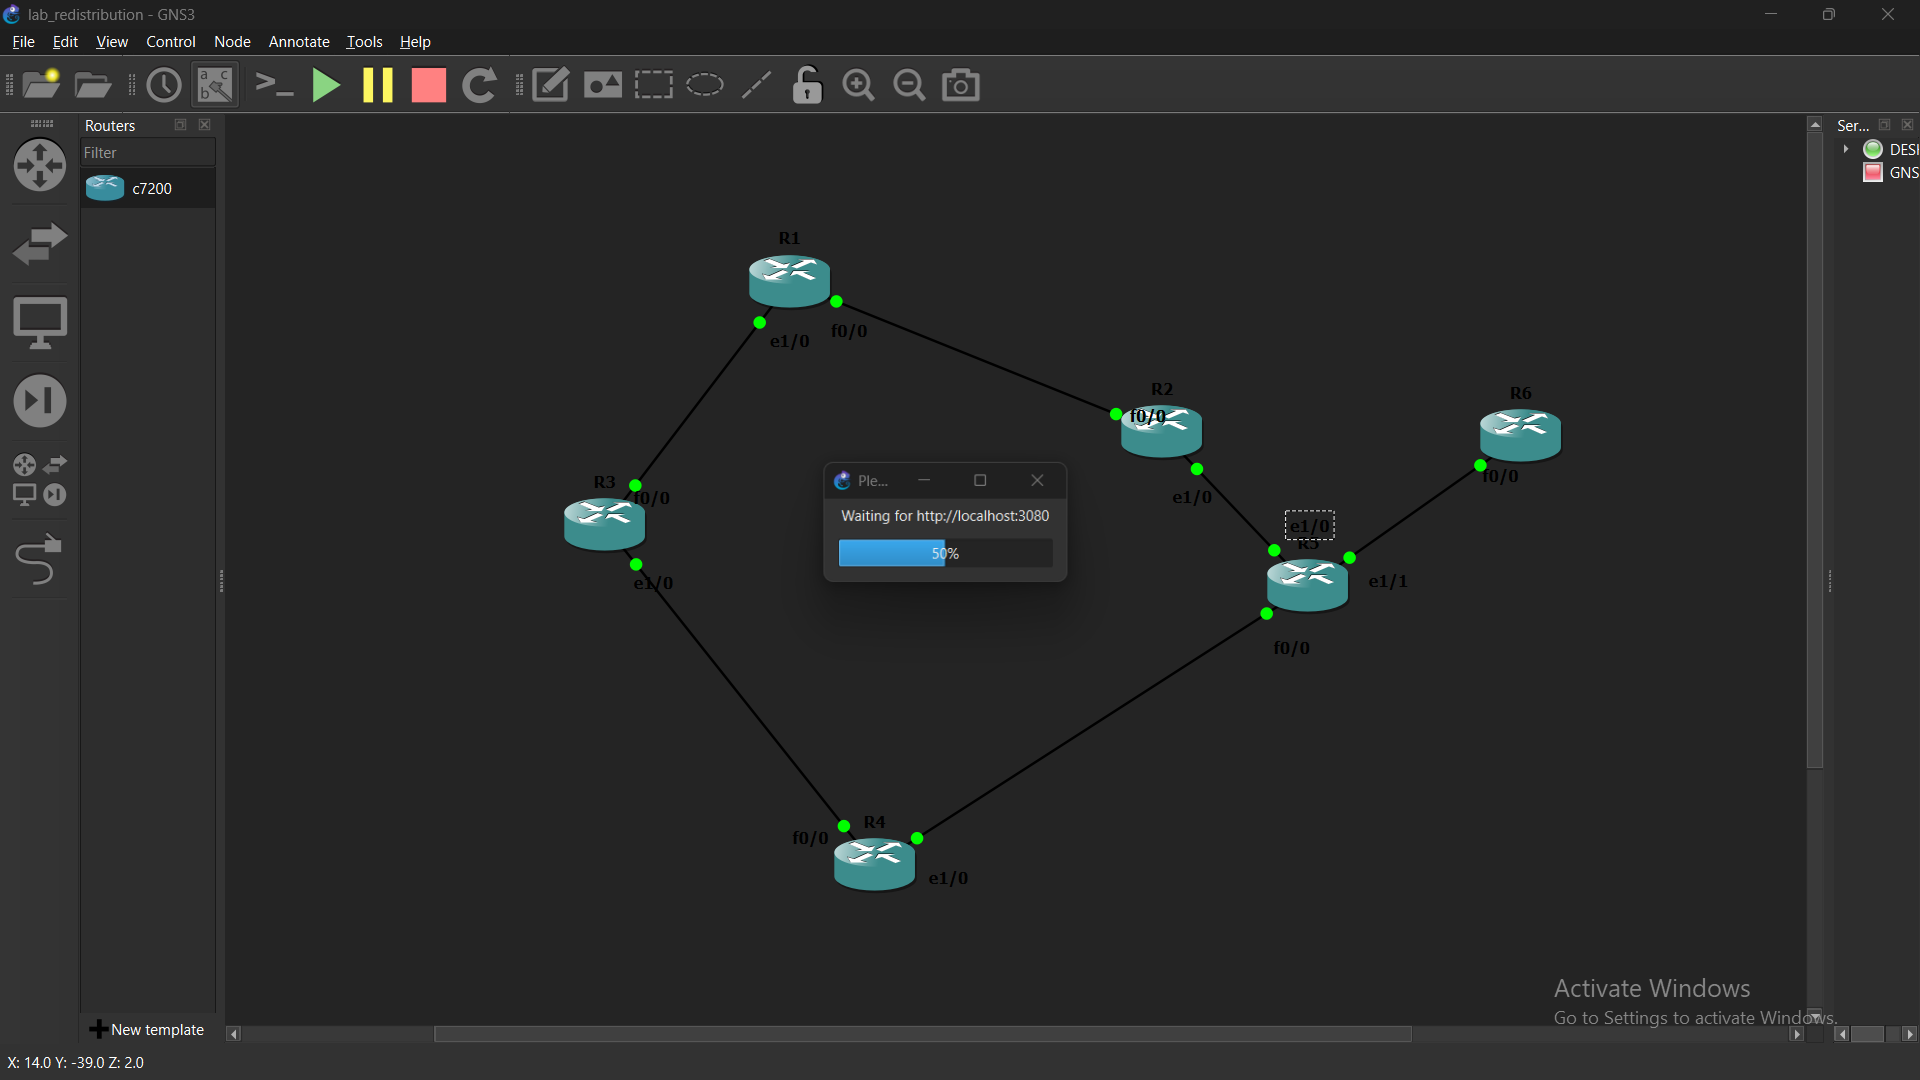 lab_redistribution - GNS3
File Edit View Control Node Annotate Tools Help
Routers
Filter
c7200
Ser...
DESH
GNS
R1
e1/0
f0/0
R2
f0/0
e1/0
R6
f0/0
R3
f0/0
e1/0
Ple...
Waiting for http://localhost:3080
50%
e1/0
R5
e1/1
f0/0
R4
f0/0
e1/0
Activate Windows
Go to Settings to activate Windows.
New template
X: 14.0 Y: -39.0 Z: 2.0